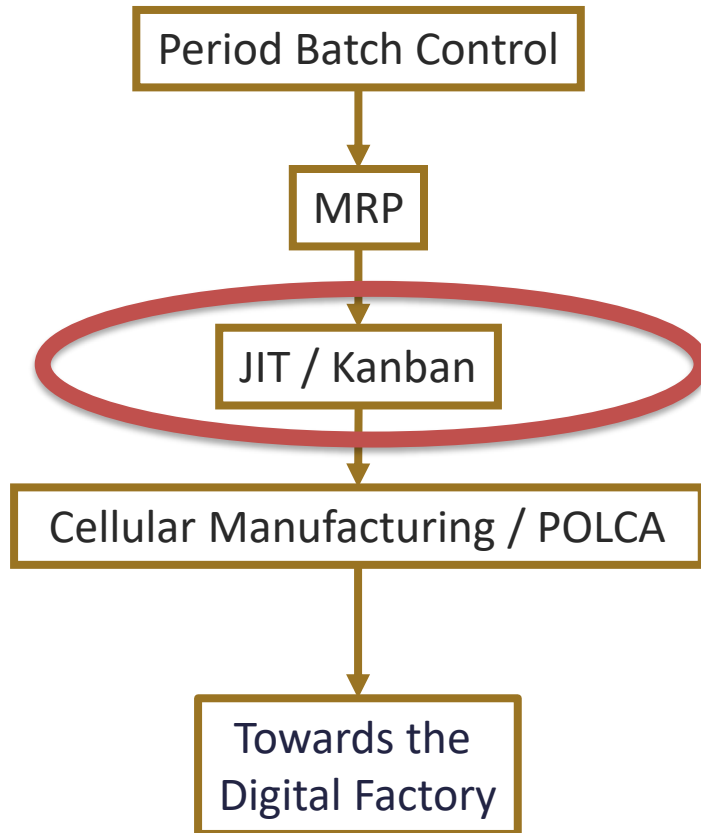 Period Batch Control
MRP
JIT / Kanban
Cellular Manufacturing / POLCA
Towards the
Digital Factory